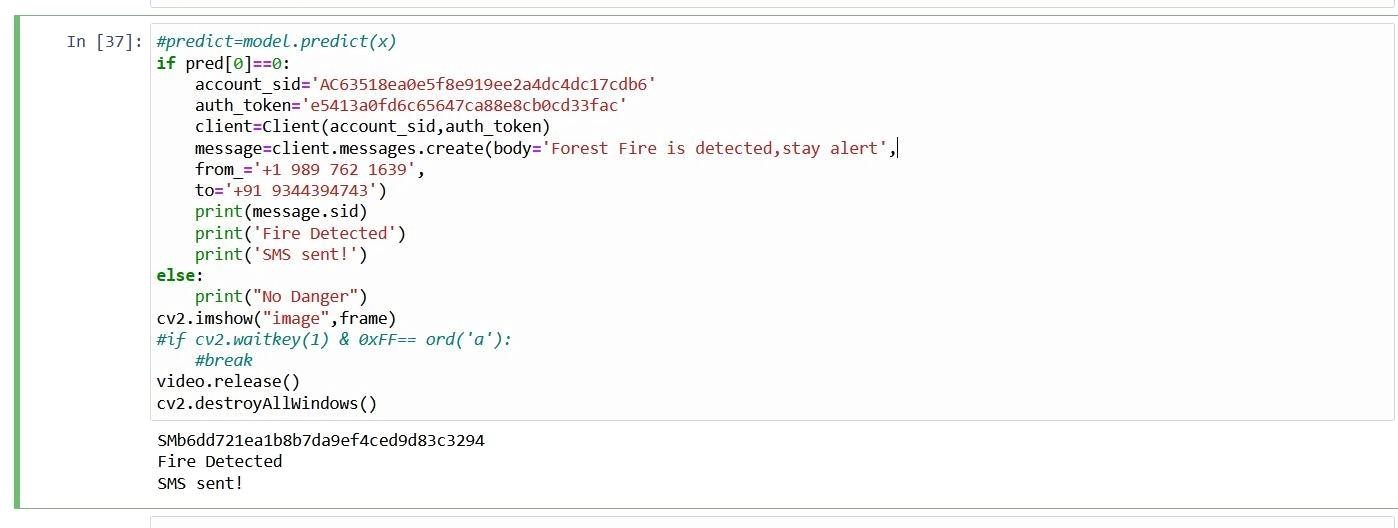 In [37]: #predict=model.predict(x)
if pred[0]==0:
    account_sid='AC63518ea0e5f8e919ee2a4dc4dc17cdb6'
    auth_token='e5413a0fd6c65647ca88e8cb0cd33fac'
    client=Client(account_sid,auth_token)
    message=client.messages.create(body='Forest Fire is detected,stay alert',
    from_='+1 989 762 1639',
    to='+91 9344394743')
    print(message.sid)
    print('Fire Detected')
    print('SMS sent!')
else:
    print("No Danger")
cv2.imshow("image",frame)
#if cv2.waitkey(1) & 0xFF== ord('a'):
    #break
video.release()
cv2.destroyAllWindows()
SMb6dd721ea1b8b7da9ef4ced9d83c3294
Fire Detected
SMS sent!